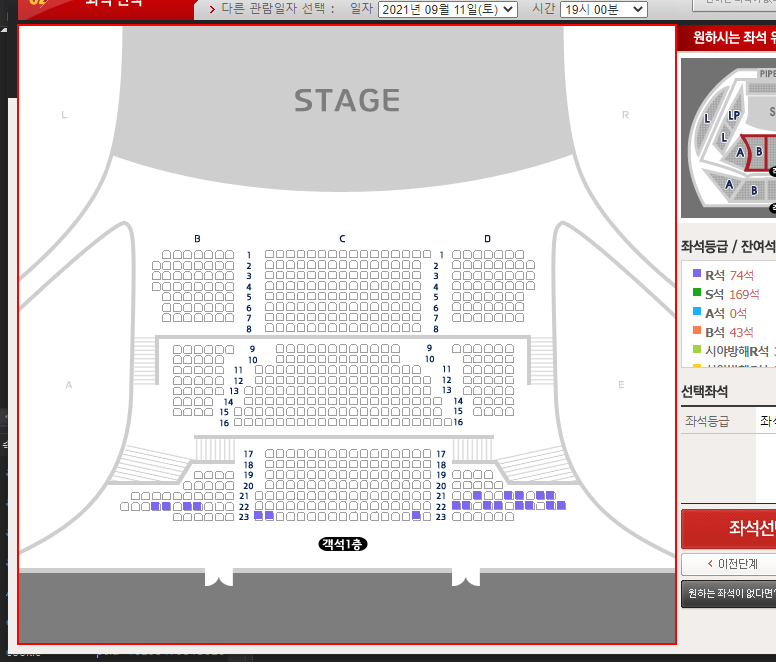 02 좌석 선택
다른 관람일자 선택 : 일자 2021년 09월 11일(토) 시간 19시 00분
STAGE
L
R
B
C
D
1 1
2 2
3 3
4 4
5 5
6 6
7 7
8 8
9 9
10 10
11 11
12 12
13 13
14 14
15 15
16 16
A
E
17 17
18 18
19 19
20 20
21 21
22 22
23 23
객석1층
원하시는 좌석
PIPE
L
LP
S
L
A
B
A
B
좌석등급 / 잔여석
R석 74석
S석 169석
A석 0석
B석 43석
시야방해R석
선택좌석
좌석등급
좌석선
이전단계
원하는 좌석이 없다면?